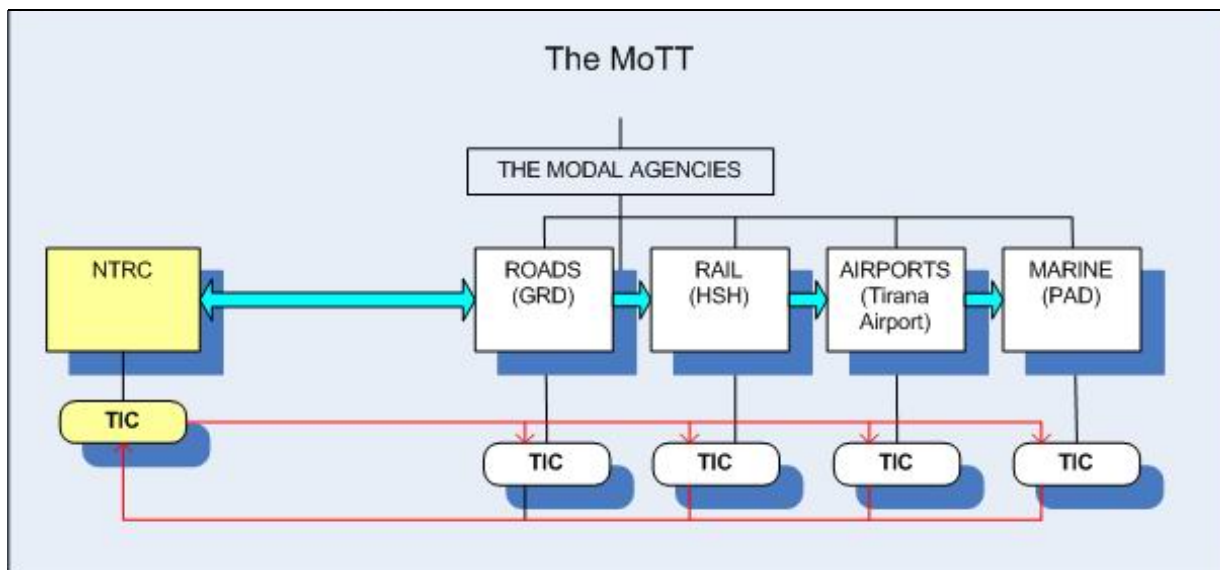 The MoTT
THE MODAL AGENCIES
NTRC
ROADS
(GRD)
RAIL
(HSH)
AIRPORTS
(Tirana
Airport)
MARINE
(PAD)
TIC
TIC
TIC
TIC
TIC